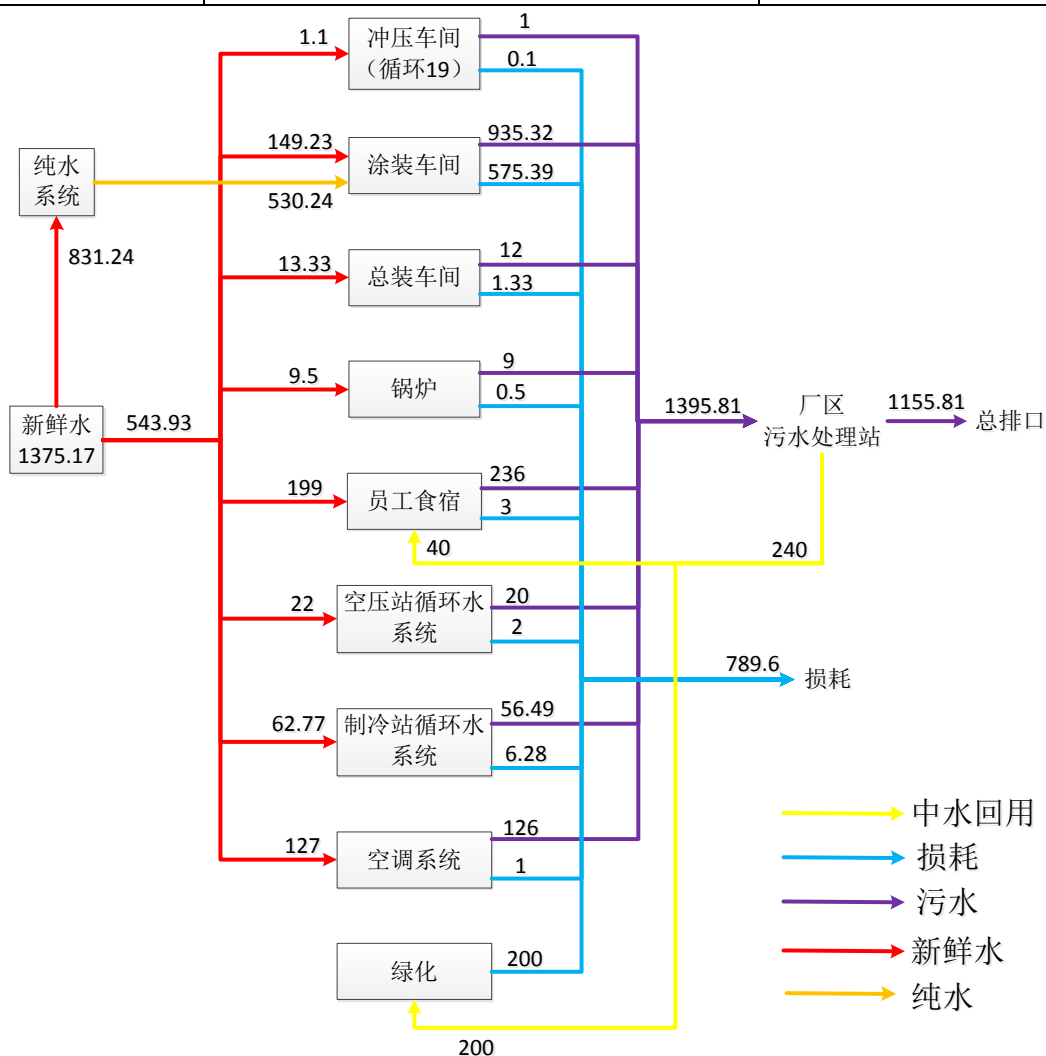 1.1
冲压车间
（循环19）
1
0.1
149.23
涂装车间
935.32
575.39
纯水
系统
530.24
831.24
13.33
总装车间
12
1.33
9.5
锅炉
9
0.5
新鲜水
1375.17
543.93
1395.81
厂区
污水处理站
1155.81
总排口
199
员工食宿
236
3
40
240
22
空压站循环水
系统
20
2
789.6
损耗
62.77
制冷站循环水
系统
56.49
6.28
127
空调系统
126
1
绿化
200
200
中水回用
损耗
污水
新鲜水
纯水